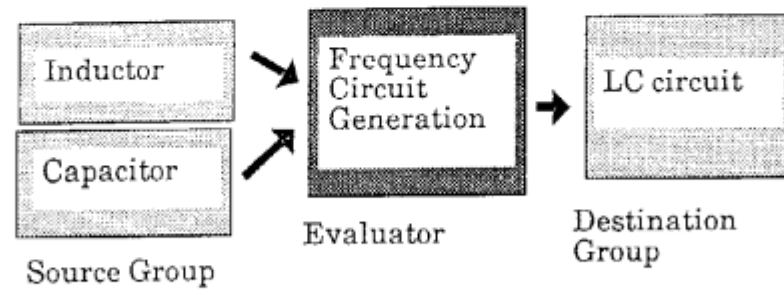 Inductor
Capacitor
Source Group
Frequency
Circuit
Generation
Evaluator
LC circuit
Destination
Group